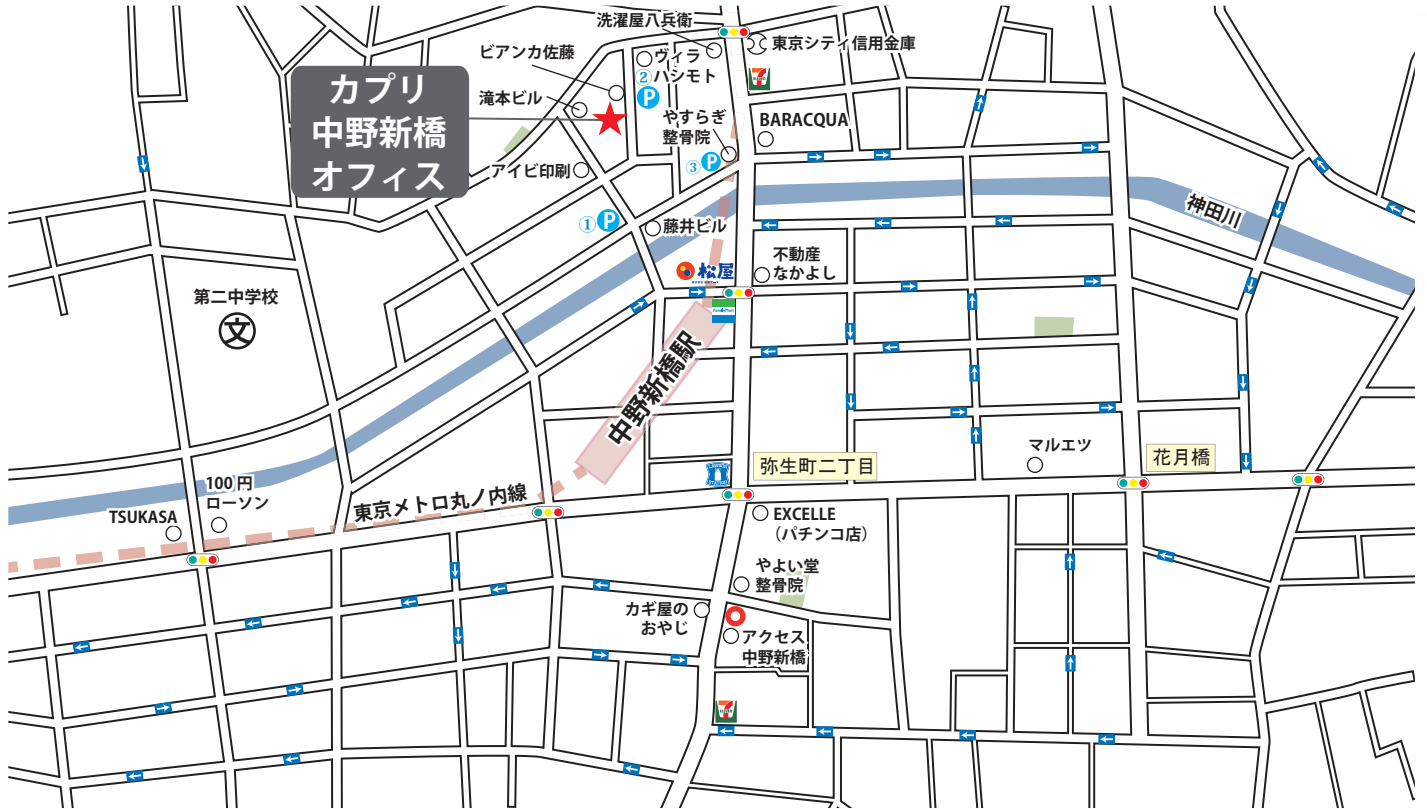 洗濯屋八兵衛
東京シティ信用金庫
ビアンカ佐藤
ヴィラ
②ハシモト
P
カプリ
中野新橋
オフィス
滝本ビル
やすらぎ
整骨院
BARACQUA
③P
アイビ印刷
①P
藤井ビル
神田川
松屋
不動産
なかよし
FamilyMart
第二中学校
文
中野新橋駅
マルエツ
花月橋
弥生町二丁目
100円
ローソン
東京メトロ丸ノ内線
TSUKASA
EXCELLE
（パチンコ店）
やよい堂
整骨院
カギ屋の
おやじ
アクセス
中野新橋